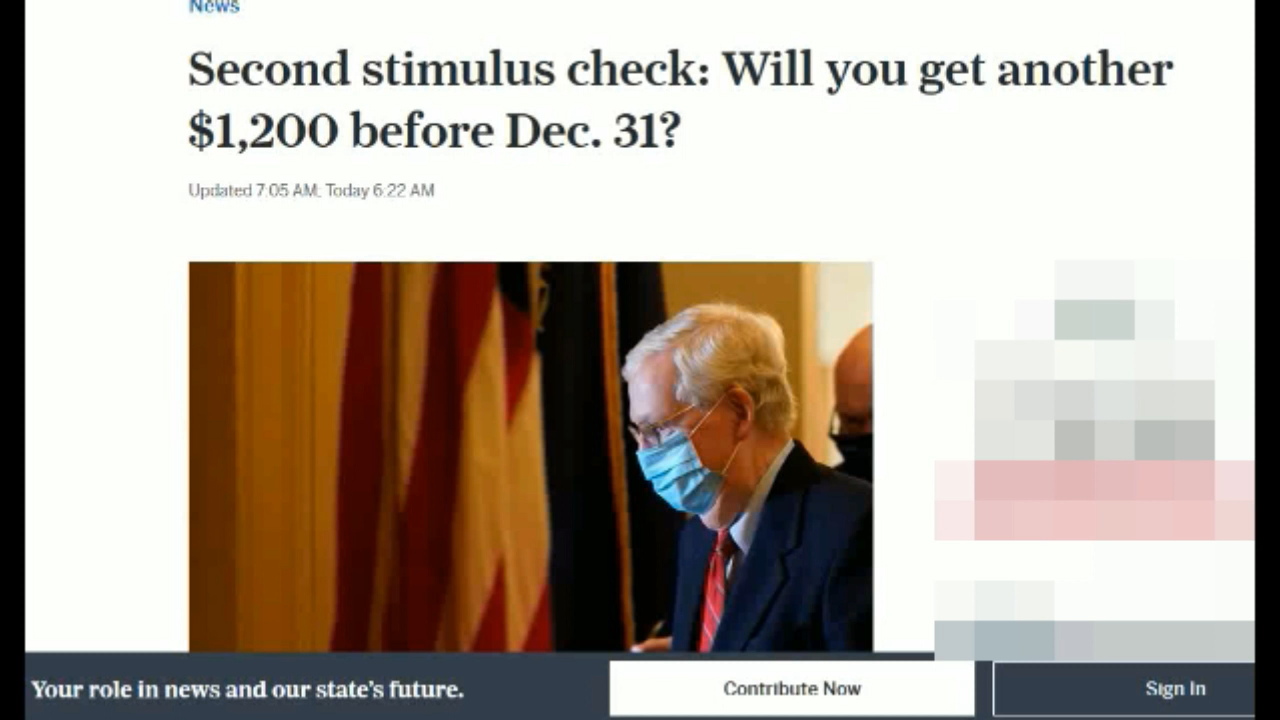 News
Second stimulus check: Will you get another
$1,200 before Dec. 31?
Updated 7:05 AM; Today 6:22 AM
Your role in news and our state's future.
Contribute Now
Sign In